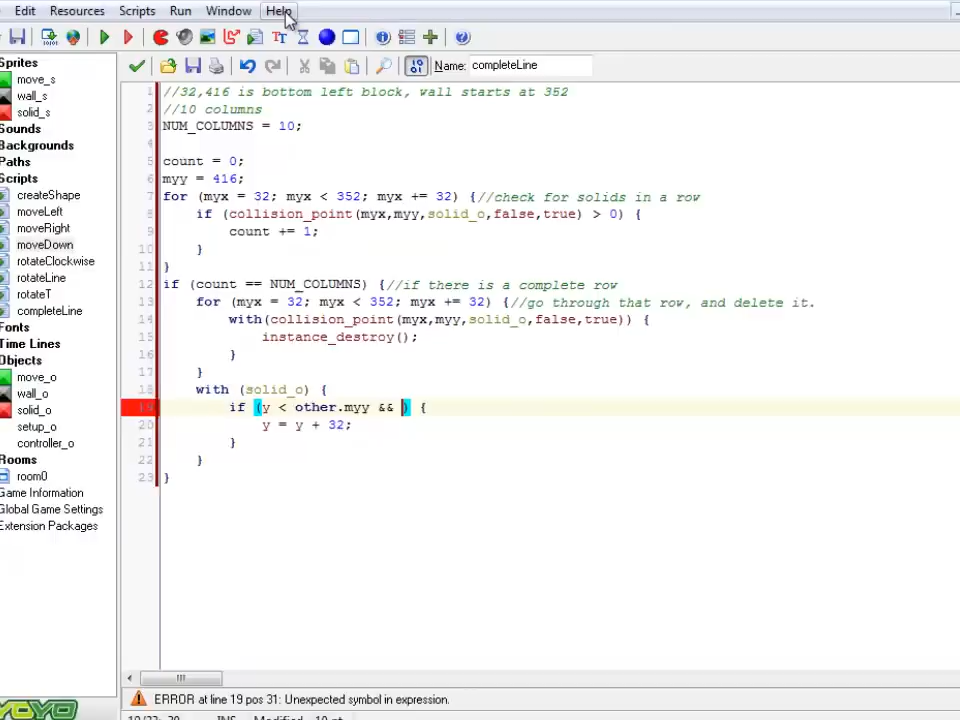 Edit Resources Scripts Run Window Help
Name: completeLine
Sprites
move_s
wall_s
solid_s
Sounds
Backgrounds
Paths
Scripts
createShape
moveLeft
moveRight
moveDown
rotateClockwise
rotateLine
rotateT
completeLine
Fonts
Time Lines
Objects
move_o
wall_o
solid_o
setup_o
controller_o
Rooms
room0
Game Information
Global Game Settings
Extension Packages
1 //32,416 is bottom left block, wall starts at 352
2 //10 columns
3 NUM_COLUMNS = 10;
4
5 count = 0;
6 myy = 416;
7 for (myx = 32; myx < 352; myx += 32) {//check for solids in a row
8 if (collision_point(myx,myy,solid_o,false,true) > 0) {
9 count += 1;
10 }
11 }
12 if (count == NUM_COLUMNS) {//if there is a complete row
13 for (myx = 32; myx < 352; myx += 32) {//go through that row, and delete it.
14 with(collision_point(myx,myy,solid_o,false,true)) {
15 instance_destroy();
16 }
17 }
18 with (solid_o) {
19 if (y < other.myy && ) {
20 y = y + 32;
21 }
22 }
23 }
ERROR at line 19 pos 31: Unexpected symbol in expression.
YOYO